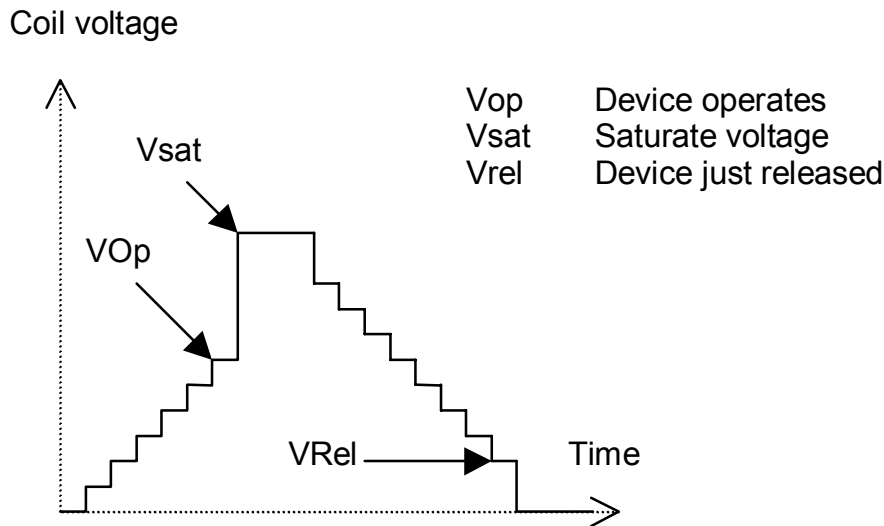 Coil voltage
Vop Device operates
Vsat Saturate voltage
Vrel Device just released
Vsat
VOp
VRel
Time